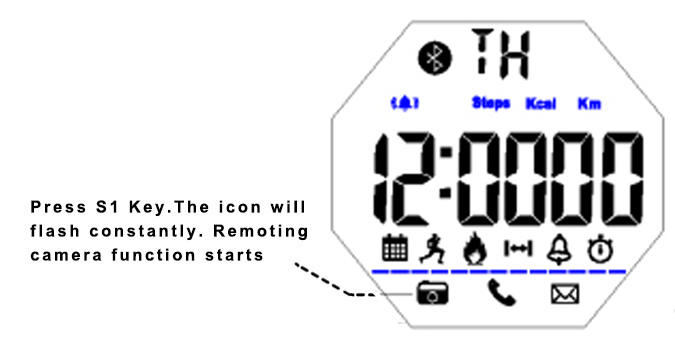 TH
Steps Kcal Km
12:0000
Press S1 Key.The icon will
flash constantly. Remoting
camera function starts